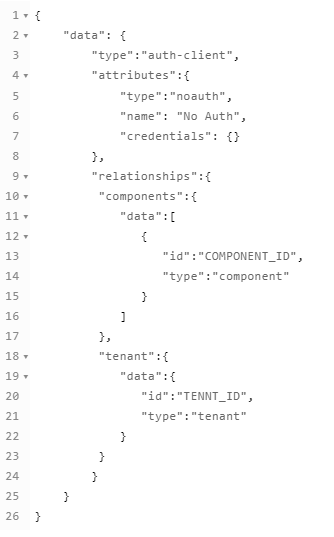 1 {
2 "data": {
3 "type":"auth-client",
4 "attributes":{
5 "type":"noauth",
6 "name": "No Auth",
7 "credentials": {}
8 },
9 "relationships":{
10 "components":{
11 "data":[
12 {
13 "id":"COMPONENT_ID",
14 "type":"component"
15 }
16 ]
17 },
18 "tenant":{
19 "data":{
20 "id":"TENNT_ID",
21 "type":"tenant"
22 }
23 }
24 }
25 }
26 }